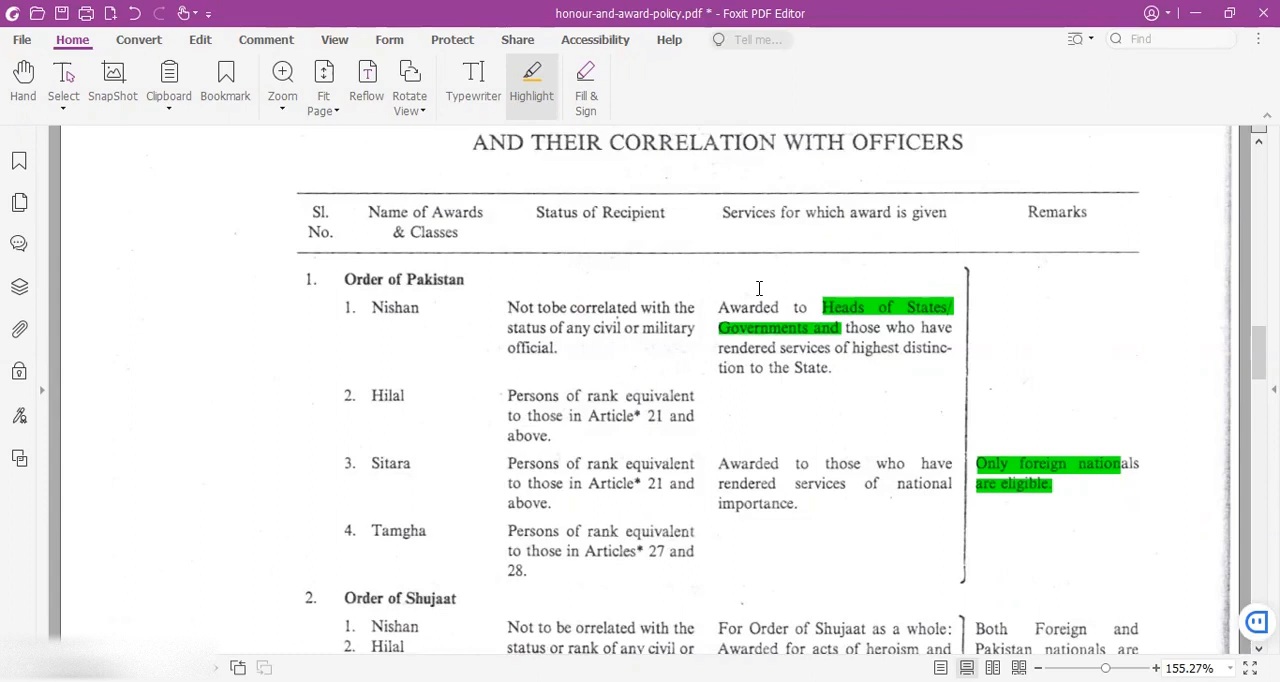 honour-and-award-policy.pdf * - Foxit PDF Editor
File Home Convert Edit Comment View Form Protect Share Accessibility Help Tell me... Find
Hand Select SnapShot Clipboard Bookmark Zoom Fit Page Reflow Rotate View Typewriter Highlight Fill & Sign
AND THEIR CORRELATION WITH OFFICERS
Sl. Name of Awards Status of Recipient Services for which award is given Remarks
No. & Classes
1. Order of Pakistan
1. Nishan Not tobe correlated with the Awarded to Heads of States/
status of any civil or military Governments and those who have
official. rendered services of highest distinc-
tion to the State.
2. Hilal Persons of rank equivalent
to those in Article* 21 and
above.
3. Sitara Persons of rank equivalent Awarded to those who have Only foreign nationals
to those in Article* 21 and rendered services of national are eligible.
above. importance.
4. Tamgha Persons of rank equivalent
to those in Articles* 27 and
28.
2. Order of Shujaat
1. Nishan Not to be orrelated with the For Order of Shujaat as a whole: Both Foreign and
2. Hilal status or rank of any civil or Awarded for acts of heroism and Pakistan nationals are
155.27%